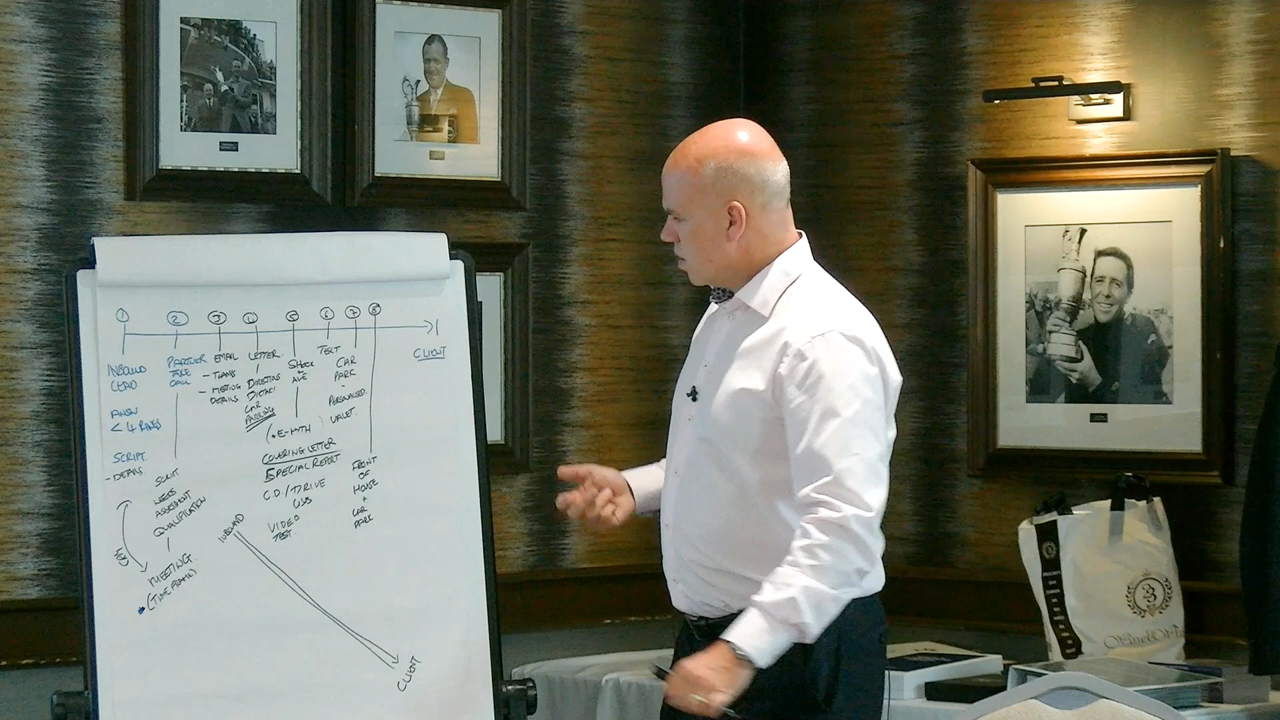 1 2 3 4 5 6 7 8
INBOUND
LEAD
ANSW
< 4 RINGS
SCRIPT
- DETAILS
PARTNER
TELE
CALL
SCRIPT
NEEDS
ASSESSMENT
QUALIFICATION
MEETING
(TIME FRAME)
EMAIL
- THANKS
- MEETING
DETAILS
LETTER
DIRECTIONS
CAR
PARKING
SHOCK
+
AWE
• E-MYTH
COVERING LETTER
SPECIAL REPORT
CD / DRIVE
USB
VIDEO
TEST
TEXT
CAR
PARK
-
PERSONALISED
VALET
FRONT
OF
HOUSE
+
CAR
PARK
CLIENT
INBOUND
CLIENT